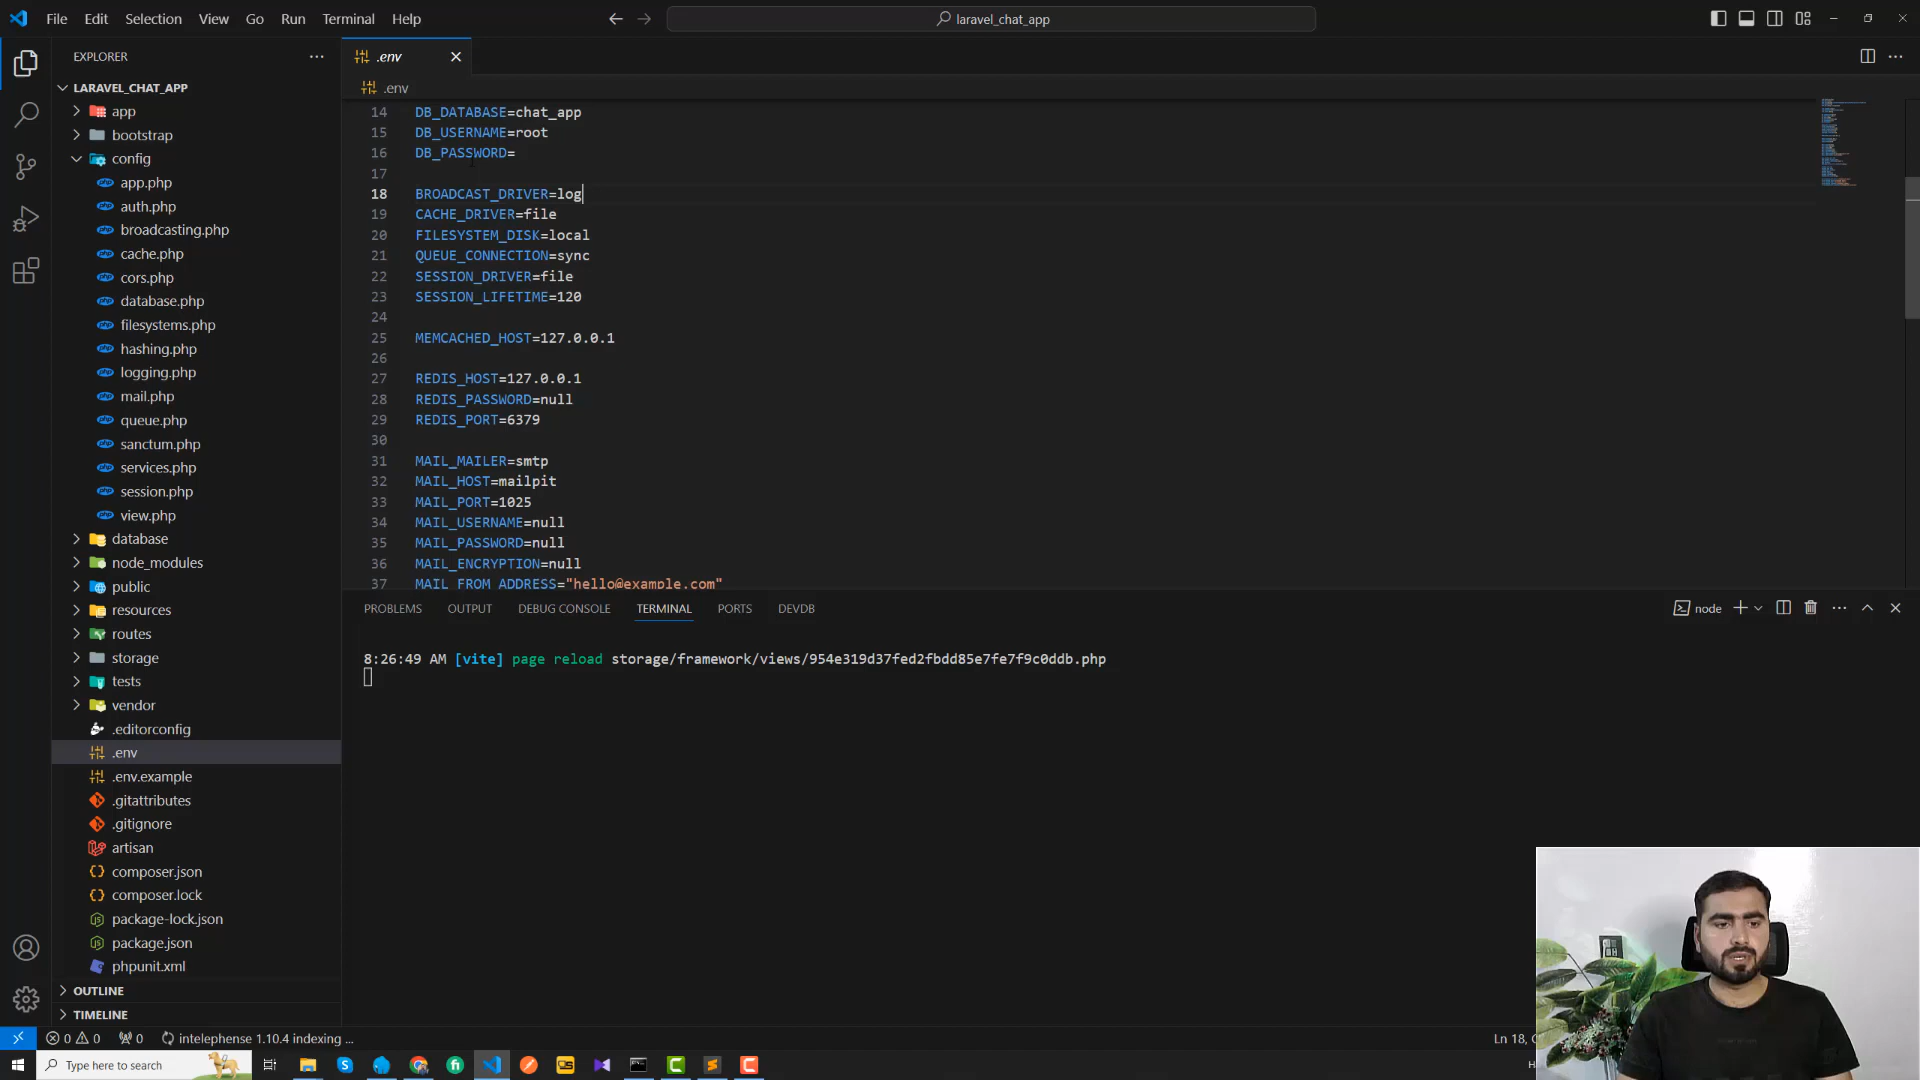 File Edit Selection View Go Run Terminal Help
laravel_chat_app
EXPLORER
LARAVEL_CHAT_APP
app
bootstrap
config
app.php
auth.php
broadcasting.php
cache.php
cors.php
database.php
filesystems.php
hashing.php
logging.php
mail.php
queue.php
sanctum.php
services.php
session.php
view.php
database
node_modules
public
resources
routes
storage
tests
vendor
.editorconfig
.env
.env.example
.gitattributes
.gitignore
artisan
composer.json
composer.lock
package-lock.json
package.json
phpunit.xml
OUTLINE
TIMELINE
.env
.env
14 DB_DATABASE=chat_app
15 DB_USERNAME=root
16 DB_PASSWORD=
17
18 BROADCAST_DRIVER=log
19 CACHE_DRIVER=file
20 FILESYSTEM_DISK=local
21 QUEUE_CONNECTION=sync
22 SESSION_DRIVER=file
23 SESSION_LIFETIME=120
24
25 MEMCACHED_HOST=127.0.0.1
26
27 REDIS_HOST=127.0.0.1
28 REDIS_PASSWORD=null
29 REDIS_PORT=6379
30
31 MAIL_MAILER=smtp
32 MAIL_HOST=mailpit
33 MAIL_PORT=1025
34 MAIL_USERNAME=null
35 MAIL_PASSWORD=null
36 MAIL_ENCRYPTION=null
37 MAIL_FROM_ADDRESS="hello@example.com"
PROBLEMS OUTPUT DEBUG CONSOLE TERMINAL PORTS DEVDB
node
8:26:49 AM [vite] page reload storage/framework/views/954e319d37fed2fbdd85e7fe7f9c0ddb.php
0 0 0 intelephense 1.10.4 indexing ...
Ln 18,
Type here to search